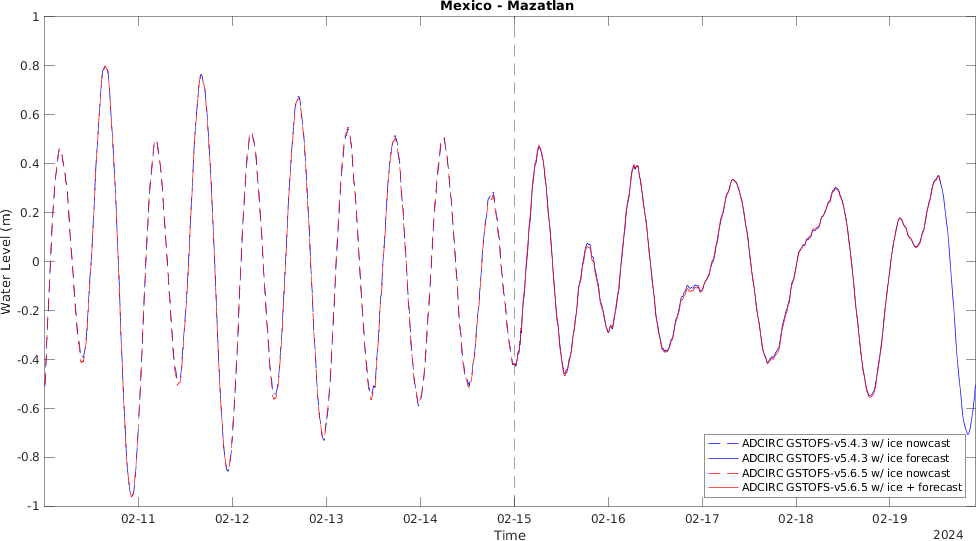 Mexico - Mazatlan
1
0.8
0.6
0.4
0.2
0
-0.2
-0.4
-0.6
-0.8
-1
Water Level (m)
ADCIRC GSTOFS-v5.4.3 w/ ice nowcast
ADCIRC GSTOFS-v5.4.3 w/ ice forecast
ADCIRC GSTOFS-v5.6.5 w/ ice nowcast
ADCIRC GSTOFS-v5.6.5 w/ ice + forecast
02-11 02-12 02-13 02-14 02-15 02-16 02-17 02-18 02-19
Time
2024